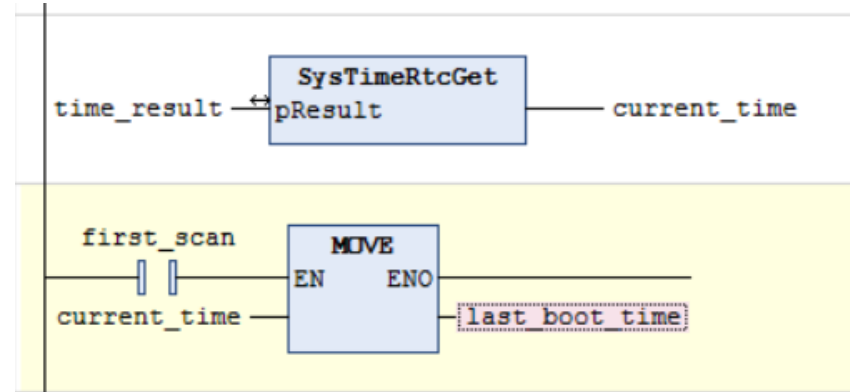 SysTimeRtcGet
time_result pResult current_time
first_scan
MOVE
EN ENO
current_time last_boot_time